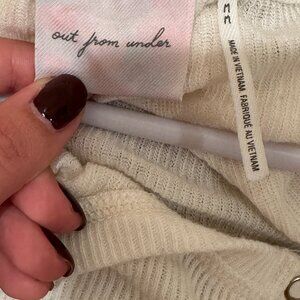 out from under
M M
MADE IN VIETNAM FABRIQUÉ AU VIETNAM